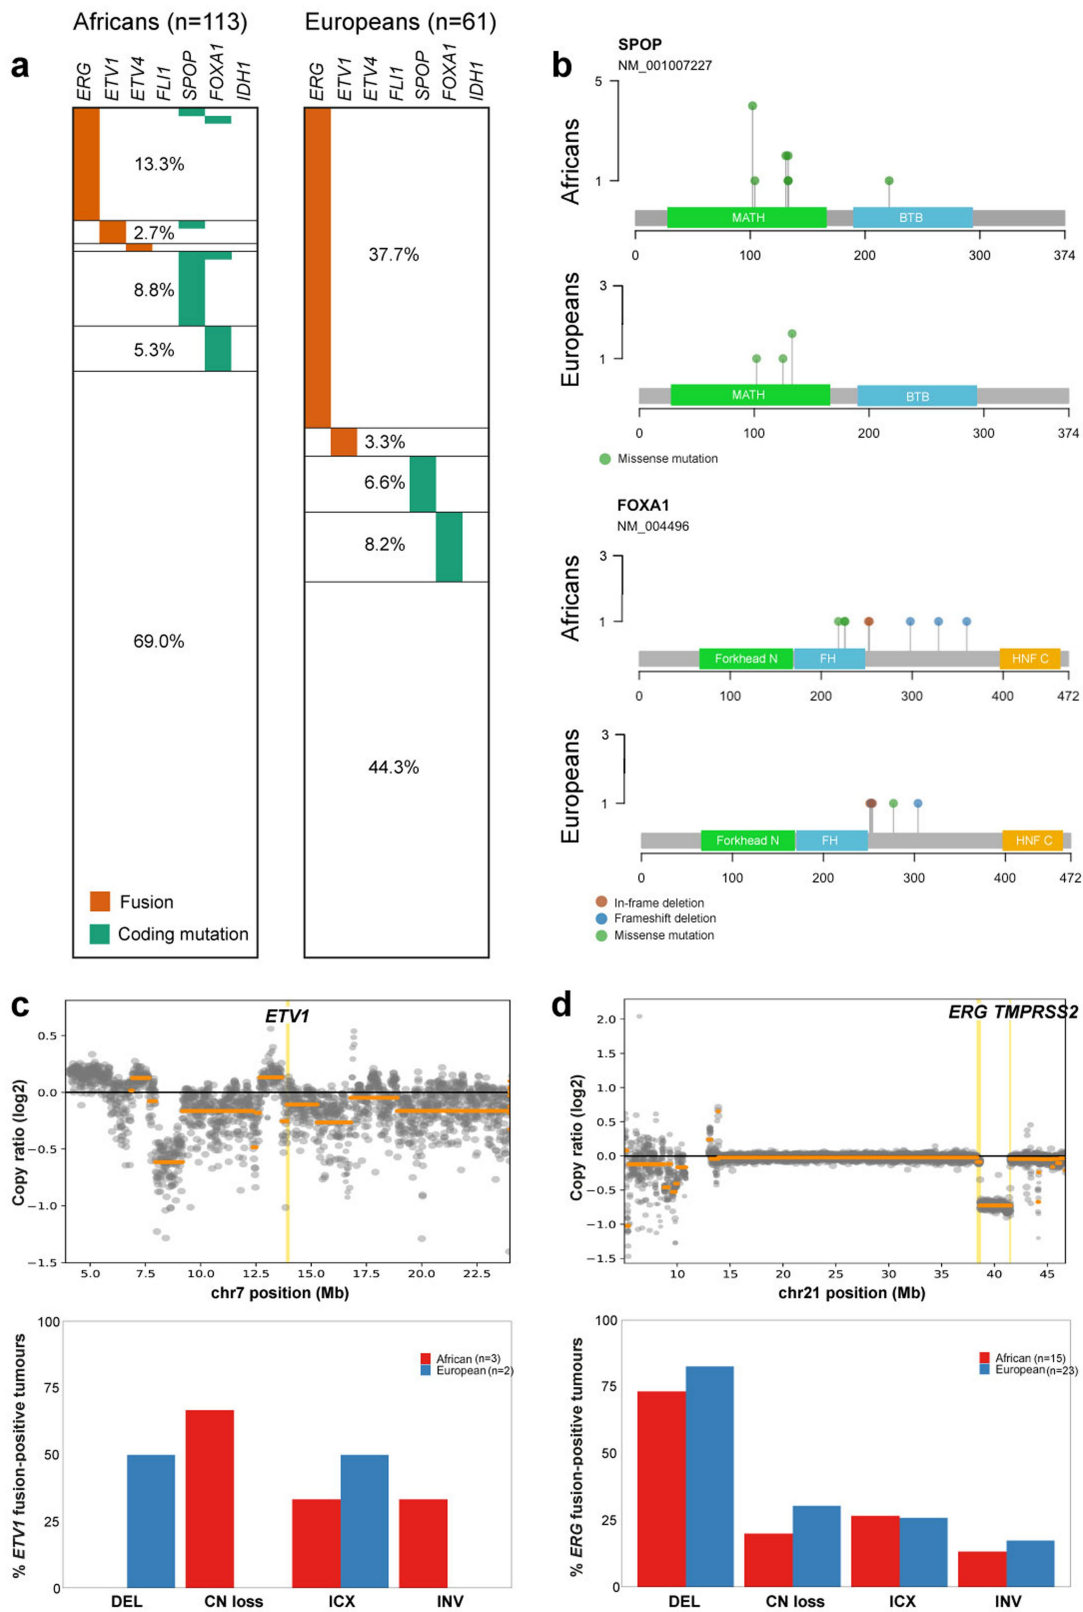 a
Africans (n=113)
Europeans (n=61)
ERG ETV1 ETV4 FLI1 SPOP FOXA1 IDH1
ERG ETV1 ETV4 FLI1 SPOP FOXA1 IDH1
13.3%
2.7%
8.8%
5.3%
69.0%
37.7%
3.3%
6.6%
8.2%
44.3%
Fusion
Coding mutation
b
SPOP
NM_001007227
Africans
5
1
MATH BTB
0 100 200 300 374
Europeans
3
1
MATH BTB
0 100 200 300 374
Missense mutation
FOXA1
NM_004496
Africans
3
1
Forkhead N FH HNF C
0 100 200 300 400 472
Europeans
3
1
Forkhead N FH HNF C
0 100 200 300 400 472
In-frame deletion
Frameshift deletion
Missense mutation
c
ETV1
Copy ratio (log2)
0.5
0.0
−0.5
−1.0
−1.5
5.0 7.5 10.0 12.5 15.0 17.5 20.0 22.5
chr7 position (Mb)
% ETV1 fusion-positive tumours
100
75
50
25
0
African (n=3)
European (n=2)
DEL CN loss ICX INV
d
ERG TMPRSS2
Copy ratio (log2)
2.0
1.5
1.0
0.5
0.0
−0.5
−1.0
−1.5
10 15 20 25 30 35 40 45
chr21 position (Mb)
% ERG fusion-positive tumours
100
75
50
25
0
African (n=15)
European (n=23)
DEL CN loss ICX INV